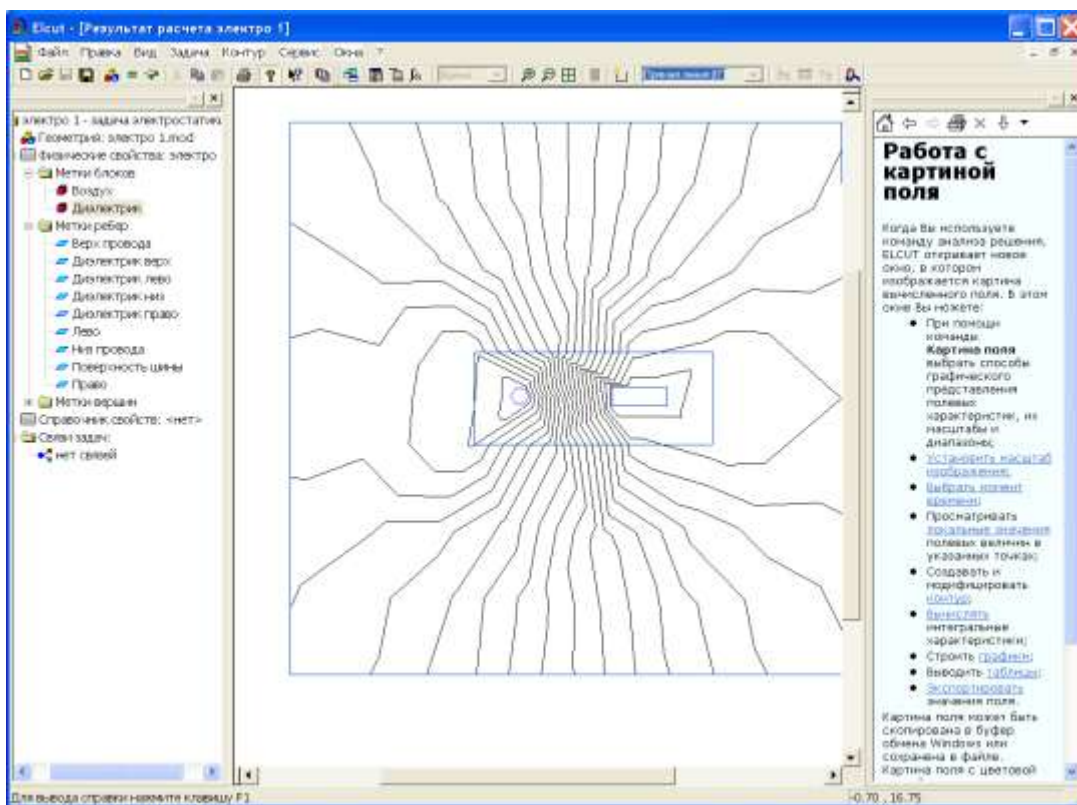 Elcut - [Результат расчета электро 1]
Файл Правка Вид Задача Контур Сервис Окна ?
электро 1 - задача электростатики
Геометрия: электро 1.mod
Физические свойства: электро
Метки блоков
Воздух
Диэлектрик
Метки ребер
Верх провода
Диэлектрик верх
Диэлектрик лево
Диэлектрик низ
Диэлектрик право
Лево
Низ провода
Поверхность шины
Право
Метки вершин
Справочник свойств: <нет>
Связи задач:
нет связей
Работа с
картиной
поля
Когда Вы используете
команду анализа решения,
ELCUT открывает новое
окно, в котором
изображается картина
вычисленного поля. В этом
окне Вы можете:
При помощи
команды
Картина поля
выбрать способы
графического
представления
полевых
характеристик, их
масштабы и
диапазоны;
Установить масштаб
изображения;
Выбрать момент
времени;
Просматривать
локальные значения
полевых величин в
указанных точках;
Создавать и
модифицировать
контур;
Вычислять
интегральные
характеристики;
Строить графики;
Выводить таблицы;
Экспортировать
значения поля.
Картина поля может быть
скопирована в буфер
обмена Windows или
сохранена в файле.
Картина поля с цветовой
Для вывода справки нажмите клавишу F1
-0.70 , 16.75